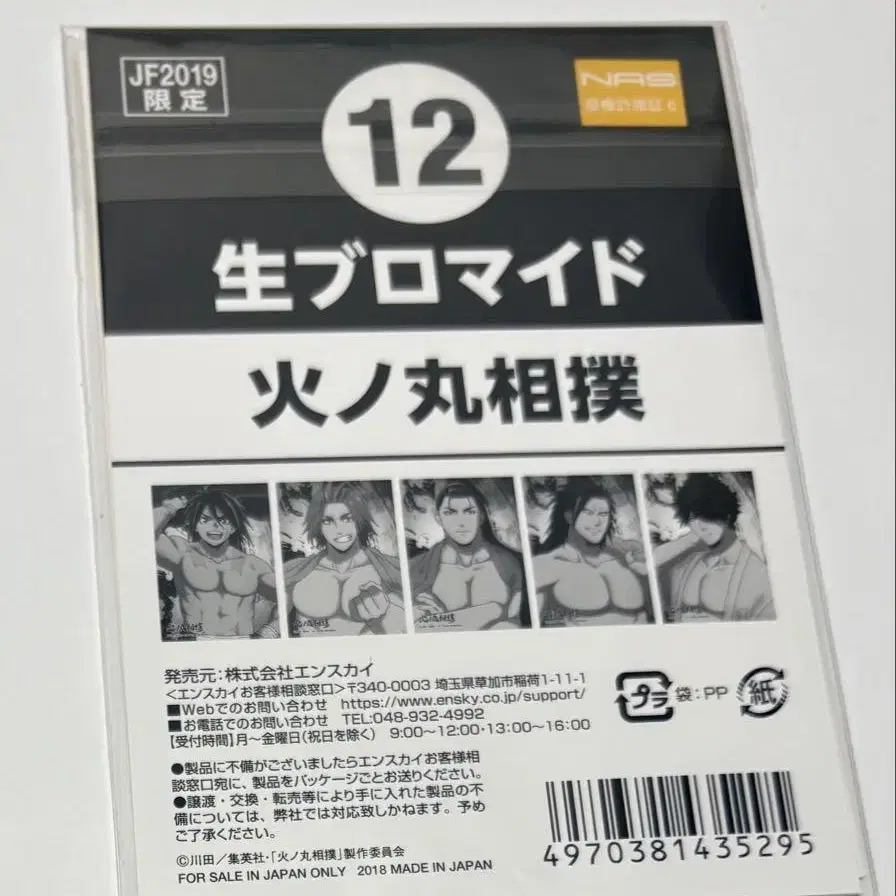 JF2019
限定
NAS
12
生ブロマイド
火ノ丸相撲
発売元:株式会社エンスカイ
<エンスカイお客様相談窓口>〒340-0003 埼玉県草加市稲荷1-11-1
■Webでのお問い合わせ https://www.ensky.co.jp/support/
■お電話でのお問い合わせ TEL:048-932-4992
【受付時間】月~金曜日(祝日を除く) 9:00~12:00・13:00~16:00
プラ
袋:PP
紙
●製品に不備がございましたらエンスカイお客様相
談窓口宛に、製品をパッケージごとお送りください。
●譲渡・交換・転売等により手に入れた製品の不
備については、弊社では対応致しかねます。予め
ご了承ください。
©川田/集英社・「火ノ丸相撲」製作委員会
FOR SALE IN JAPAN ONLY 2018 MADE IN JAPAN
4970381435295